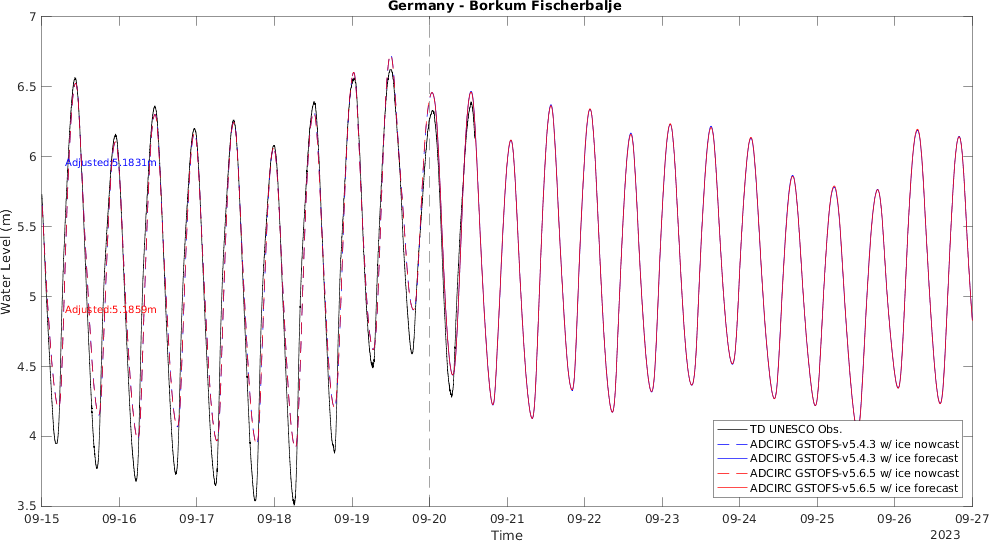 Germany - Borkum Fischerbalje
7
6.5
6
5.5
5
4.5
4
3.5
Water Level (m)
Adjusted:5.1831m
Adjusted:5.1859m
TD UNESCO Obs.
ADCIRC GSTOFS-v5.4.3 w/ ice nowcast
ADCIRC GSTOFS-v5.4.3 w/ ice forecast
ADCIRC GSTOFS-v5.6.5 w/ ice nowcast
ADCIRC GSTOFS-v5.6.5 w/ ice forecast
09-15 09-16 09-17 09-18 09-19 09-20 09-21 09-22 09-23 09-24 09-25 09-26 09-27
Time
2023